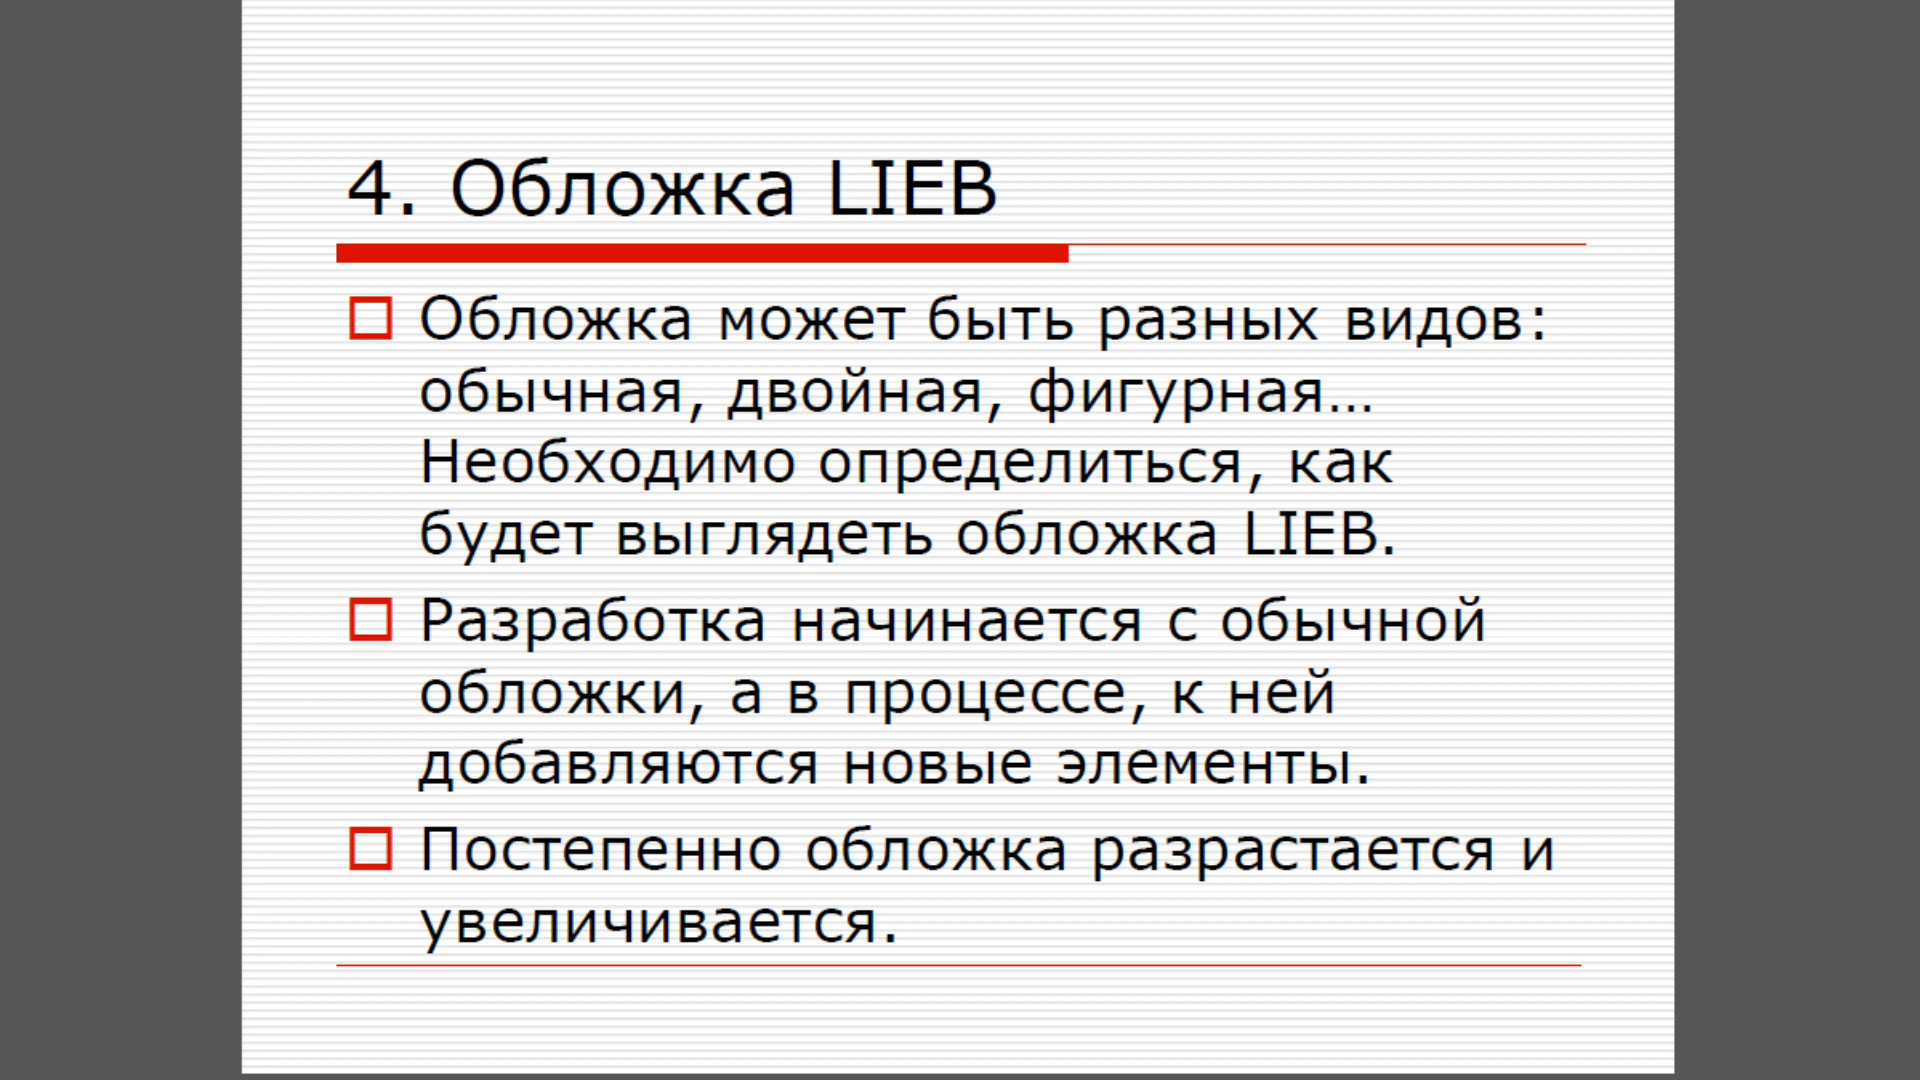 4. Обложка LIEB
Обложка может быть разных видов:
обычная, двойная, фигурная...
Необходимо определиться, как
будет выглядеть обложка LIEB.
Разработка начинается с обычной
обложки, а в процессе, к ней
добавляются новые элементы.
Постепенно обложка разрастается и
увеличивается.